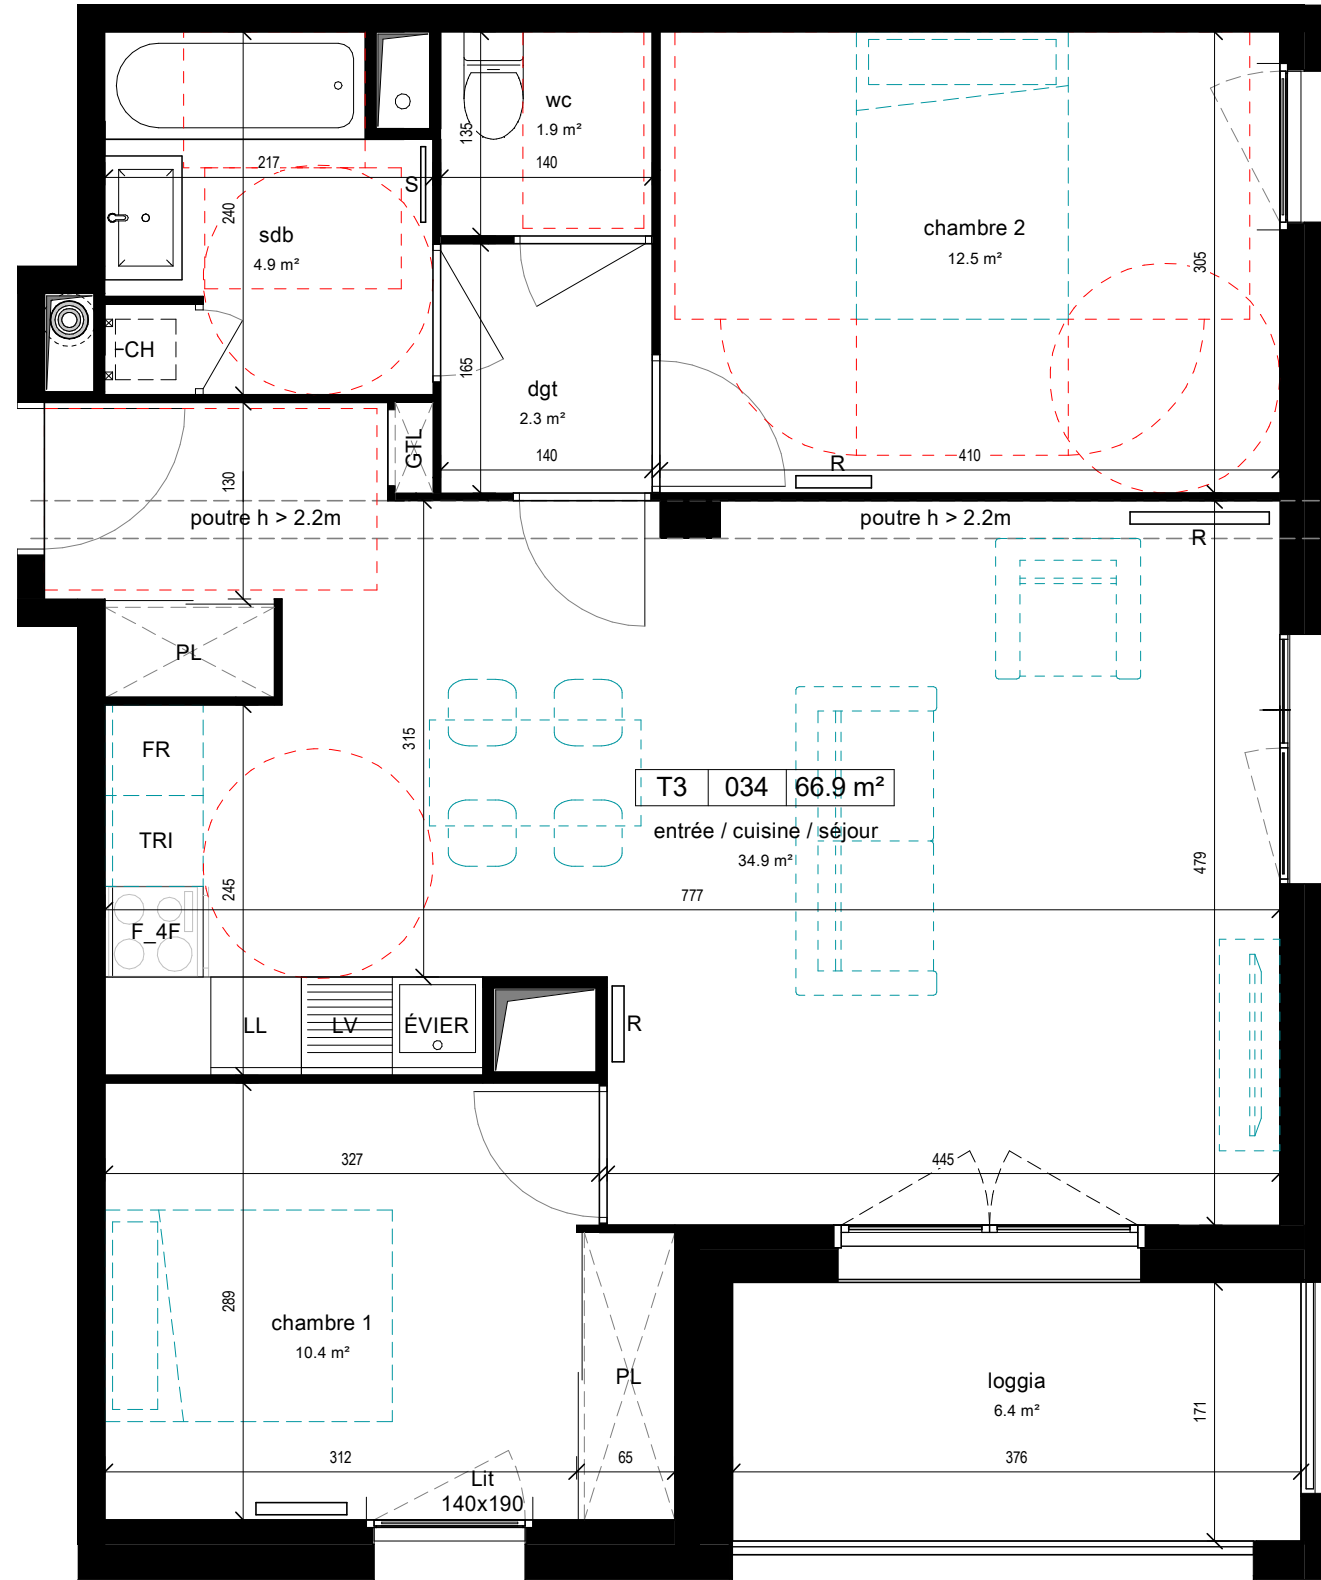 wc
1.9 m²
135
140
217
S
240
sdb
4.9 m²
chambre 2
12.5 m²
305
CH
165
dgt
2.3 m²
GTL
140
R
410
130
poutre h > 2.2m
poutre h > 2.2m
R
PL
FR
315
T3 034 66.9 m²
TRI
entrée / cuisine / séjour
34.9 m²
479
245
777
F_4F
LL
LV
ÉVIER
R
327
445
289
chambre 1
10.4 m²
PL
loggia
6.4 m²
171
312
65
376
Lit
140x190